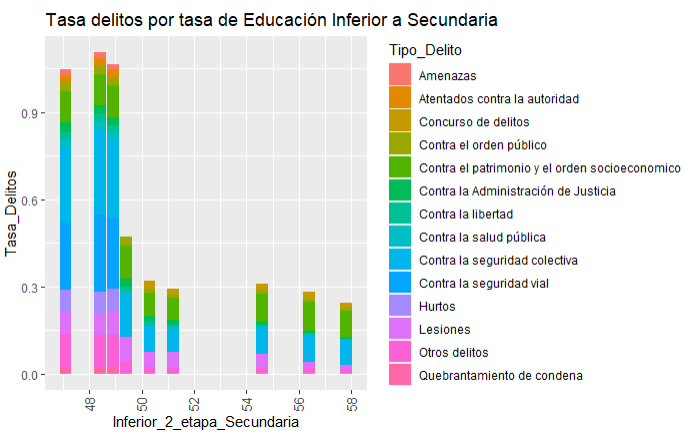 Tasa delitos por tasa de Educación Inferior a Secundaria
Tasa_Delitos
0.9
0.6
0.3
0.0
48
50
52
54
56
58
Inferior_2_etapa_Secundaria
Tipo_Delito
Amenazas
Atentados contra la autoridad
Concurso de delitos
Contra el orden público
Contra el patrimonio y el orden socioeconomico
Contra la Administración de Justicia
Contra la libertad
Contra la salud pública
Contra la seguridad colectiva
Contra la seguridad vial
Hurtos
Lesiones
Otros delitos
Quebrantamiento de condena